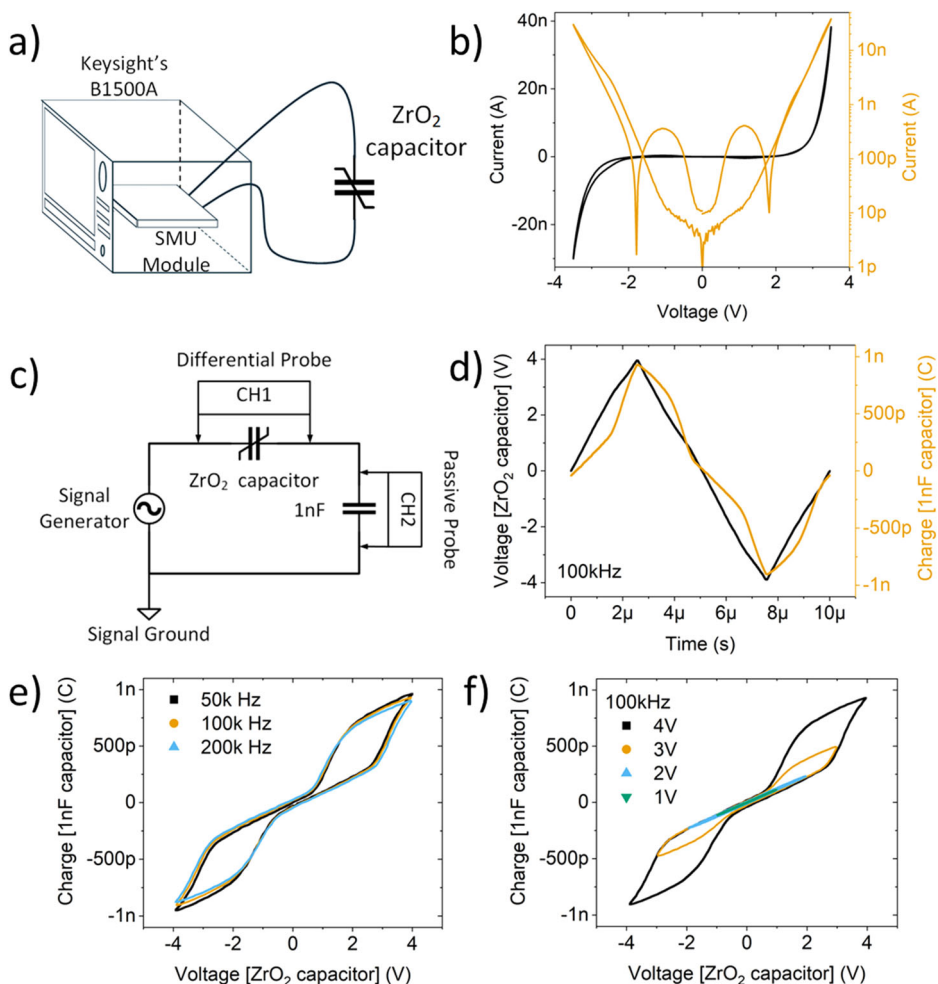 a)
Keysight's
B1500A
ZrO₂
capacitor
SMU
Module
b)
Current (A)
40n
20n
0
-20n
-4
-2
0
2
4
Voltage (V)
10n
1n
100p
10p
1p
Current (A)
c)
Differential Probe
CH1
ZrO₂ capacitor
Signal
Generator
1nF
CH2
Passive Probe
Signal Ground
d)
Voltage [ZrO₂ capacitor] (V)
4
2
0
-2
-4
100kHz
0
2µ
4µ
6µ
8µ
10µ
Time (s)
1n
500p
0
-500p
-1n
Charge [1nF capacitor] (C)
e)
Charge [1nF capacitor] (C)
1n
500p
0
-500p
-1n
50k Hz
100k Hz
200k Hz
-4
-2
0
2
4
Voltage [ZrO₂ capacitor] (V)
f)
Charge [1nF capacitor] (C)
1n
500p
0
-500p
-1n
100kHz
4V
3V
2V
1V
-4
-2
0
2
4
Voltage [ZrO₂ capacitor] (V)